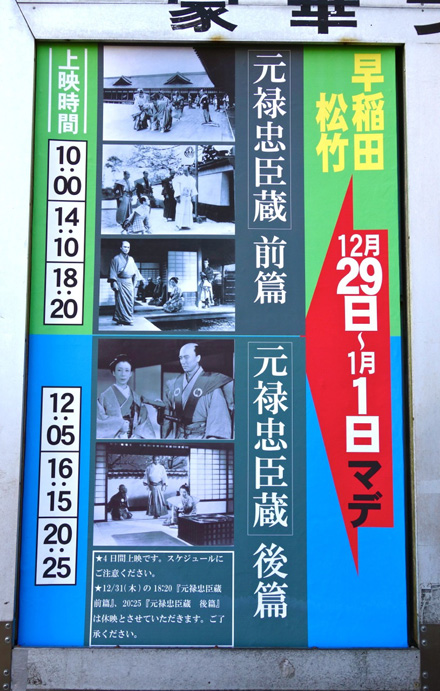 豪華
早稲田
松竹
12月
29日
〜1月
1日マデ
元禄忠臣蔵 前篇
上映時間
10:00
14:10
18:20
元禄忠臣蔵 後篇
12:05
16:15
20:25
★4日間上映です。スケジュールに
ご注意ください。
★12/31(木)の18:20『元禄忠臣蔵
前篇』、20:25『元禄忠臣蔵 後篇』
は休映とさせていただきます。ご了
承ください。